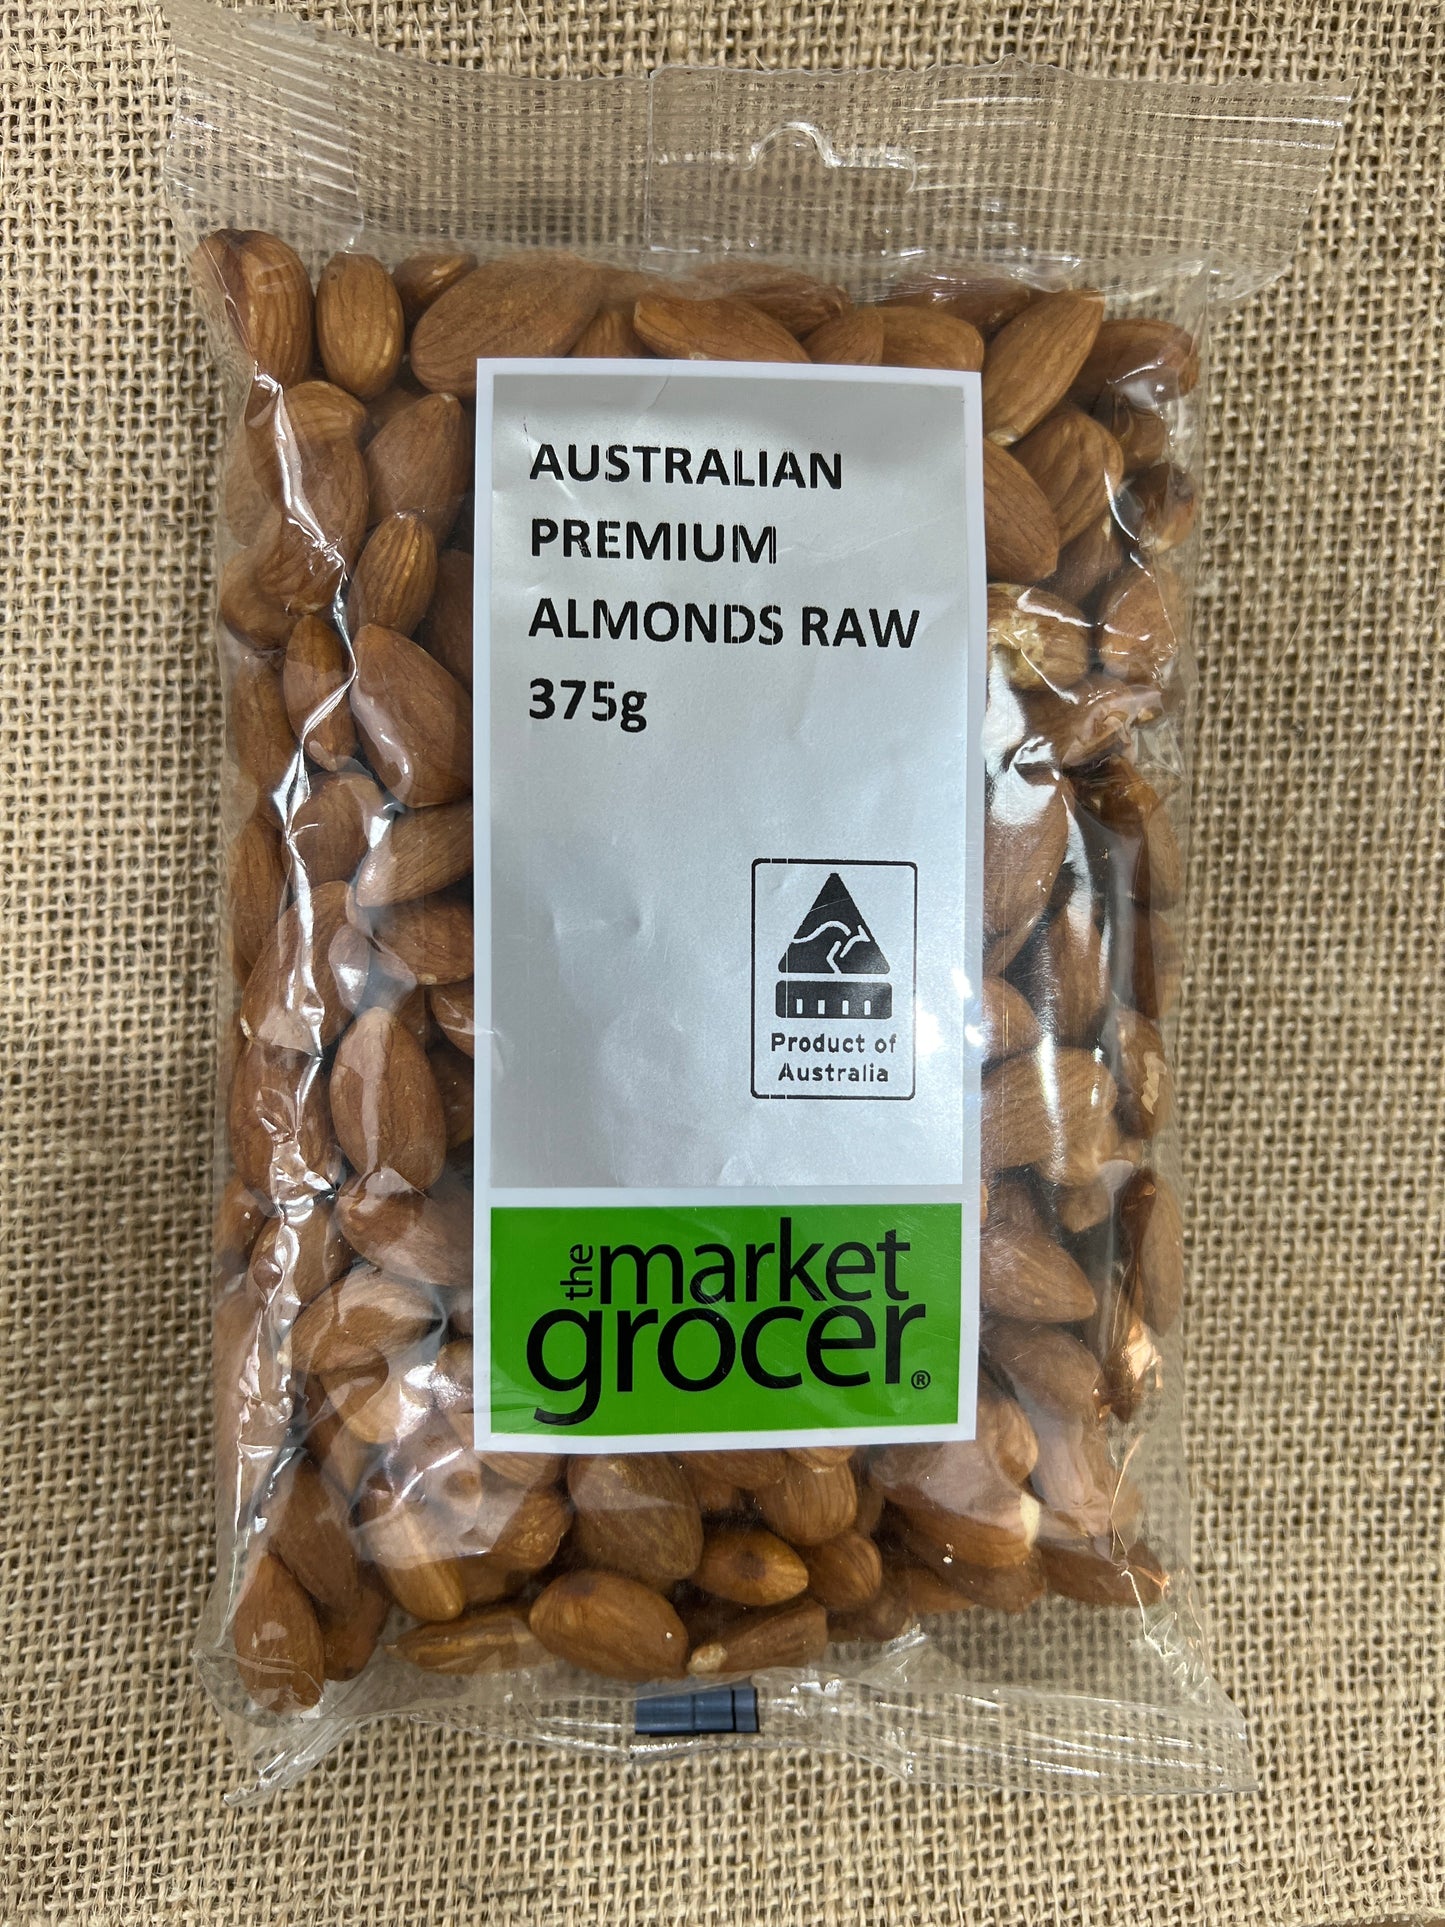 AUSTRALIAN
PREMIUM
ALMONDS RAW
375g
Product of
Australia
the market
grocer®